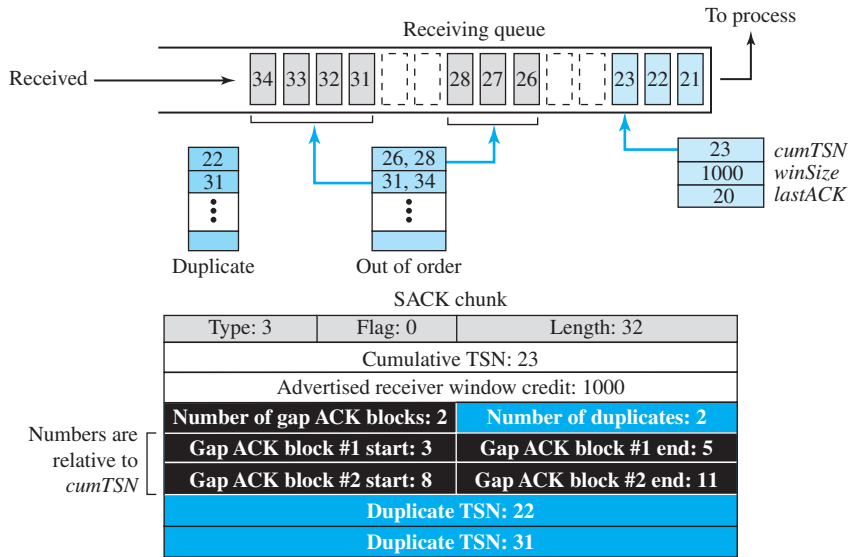 To process
Receiving queue
Received
34 33 32 31 28 27 26 23 22 21
22
31
Duplicate
26, 28
31, 34
Out of order
23 cumTSN
1000 winSize
20 lastACK
SACK chunk
Type: 3 Flag: 0 Length: 32
Cumulative TSN: 23
Advertised receiver window credit: 1000
Number of gap ACK blocks: 2 Number of duplicates: 2
Numbers are
relative to
cumTSN
Gap ACK block #1 start: 3 Gap ACK block #1 end: 5
Gap ACK block #2 start: 8 Gap ACK block #2 end: 11
Duplicate TSN: 22
Duplicate TSN: 31